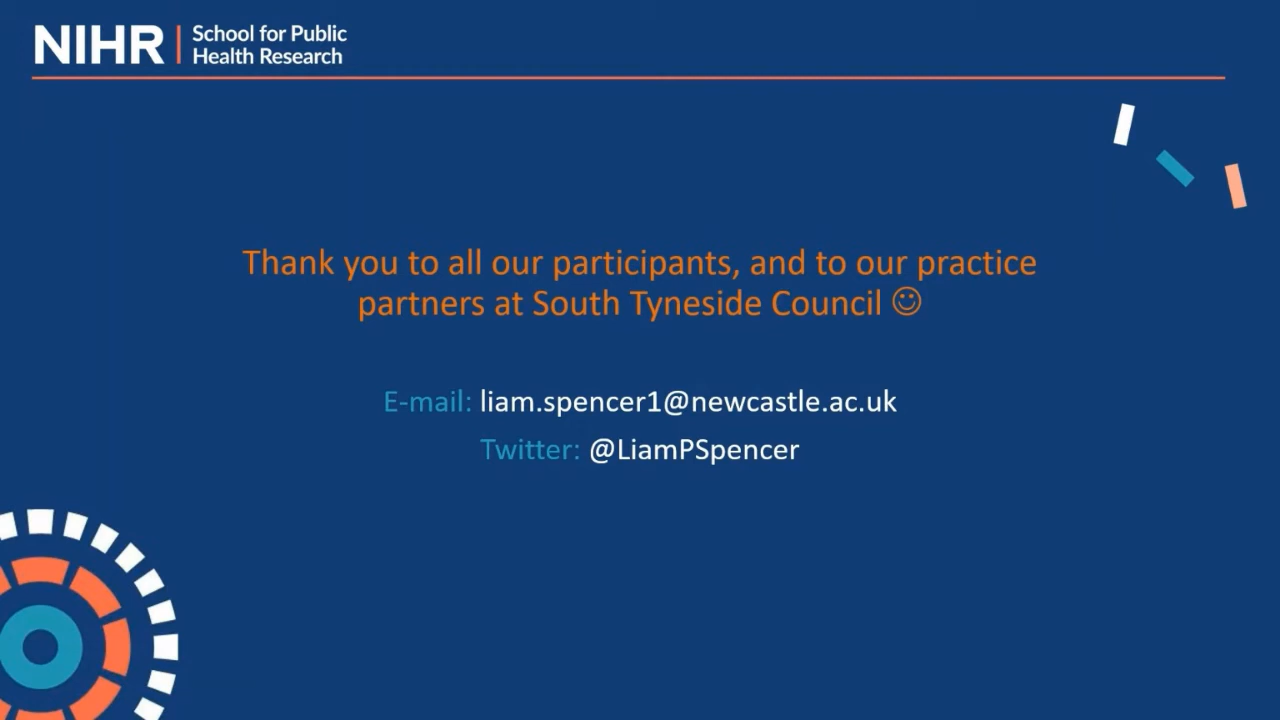 NIHR
School for Public
Health Research
Thank you to all our participants, and to our practice
partners at South Tyneside Council ☺
E-mail: liam.spencer1@newcastle.ac.uk
Twitter: @LiamPSpencer